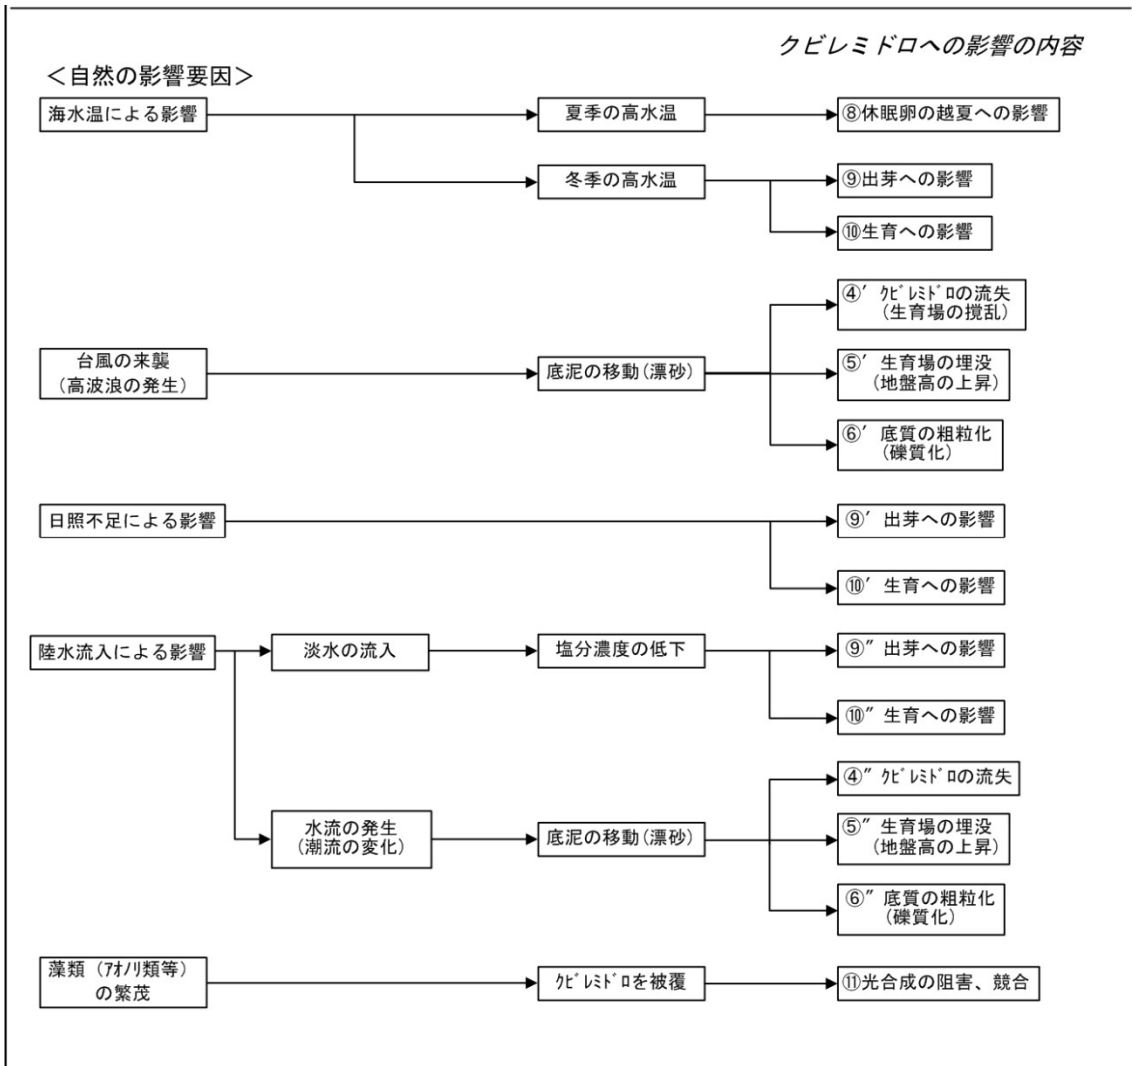 クビレミドロへの影響の内容
＜自然の影響要因＞
海水温による影響
夏季の高水温
⑧休眠卵の越夏への影響
冬季の高水温
⑨出芽への影響
⑩生育への影響
台風の来襲
(高波浪の発生)
底泥の移動(漂砂)
④′ ｸﾋﾞﾚﾐﾄﾞﾛの流失
(生育場の撹乱)
⑤′ 生育場の埋没
(地盤高の上昇)
⑥′ 底質の粗粒化
(礫質化)
日照不足による影響
⑨′ 出芽への影響
⑩′ 生育への影響
陸水流入による影響
淡水の流入
塩分濃度の低下
⑨″ 出芽への影響
⑩″ 生育への影響
水流の発生
(潮流の変化)
底泥の移動(漂砂)
④″ ｸﾋﾞﾚﾐﾄﾞﾛの流失
⑤″ 生育場の埋没
(地盤高の上昇)
⑥″ 底質の粗粒化
(礫質化)
藻類（ｱｵﾉﾘ類等）
の繁茂
ｸﾋﾞﾚﾐﾄﾞﾛを被覆
⑪光合成の阻害、競合